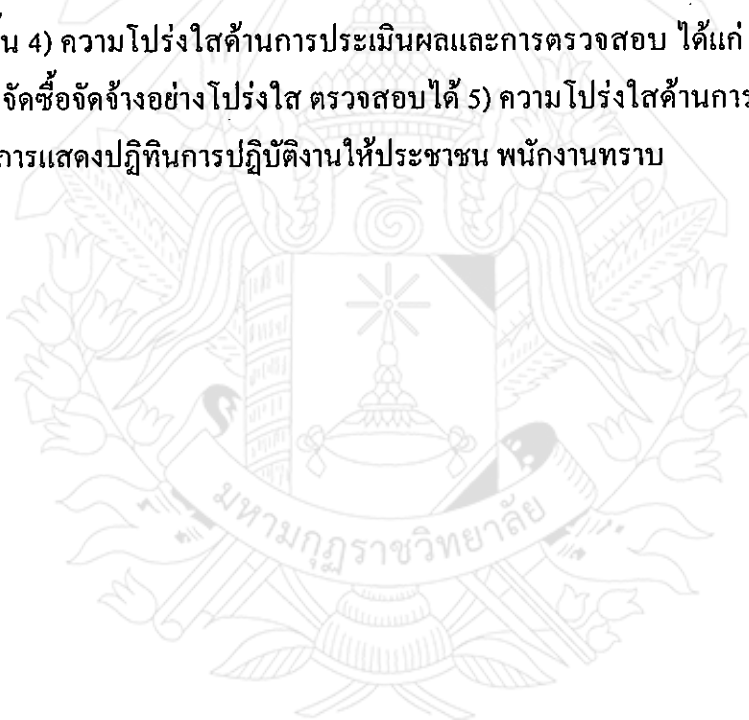 น 4) ความโปร่งใสด้านการประเมินผลและการตรวจสอบ ได้แก่
จัดซื้อจัดจ้างอย่างโปร่งใส ตรวจสอบได้ 5) ความโปร่งใสด้านการ
การแสดงปฏิทินการปฏิบัติงานให้ประชาชน พนักงานทราบ
มหามกุฏราชวิทยาลัย